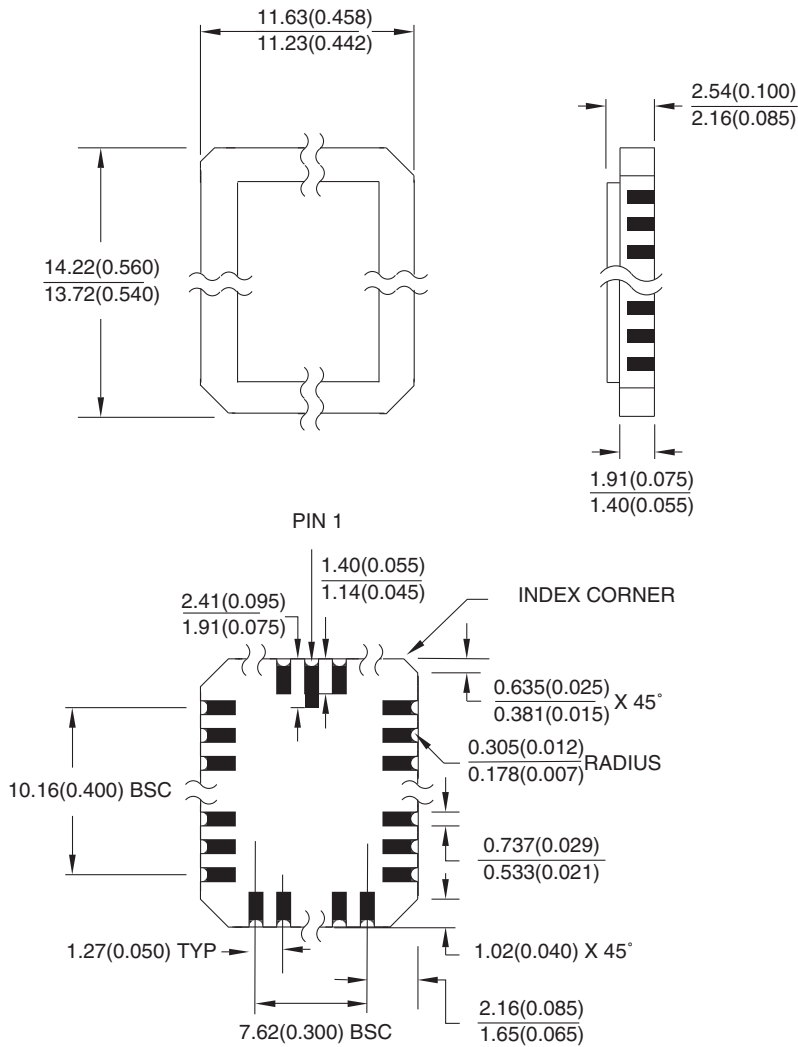 11.63(0.458)
11.23(0.442)
2.54(0.100)
2.16(0.085)
14.22(0.560)
13.72(0.540)
1.91(0.075)
1.40(0.055)
PIN 1
1.40(0.055)
1.14(0.045)
2.41(0.095)
1.91(0.075)
INDEX CORNER
0.635(0.025)
0.381(0.015) X 45˚
0.305(0.012)
0.178(0.007) RADIUS
10.16(0.400) BSC
0.737(0.029)
0.533(0.021)
1.27(0.050) TYP
1.02(0.040) X 45˚
7.62(0.300) BSC
2.16(0.085)
1.65(0.065)